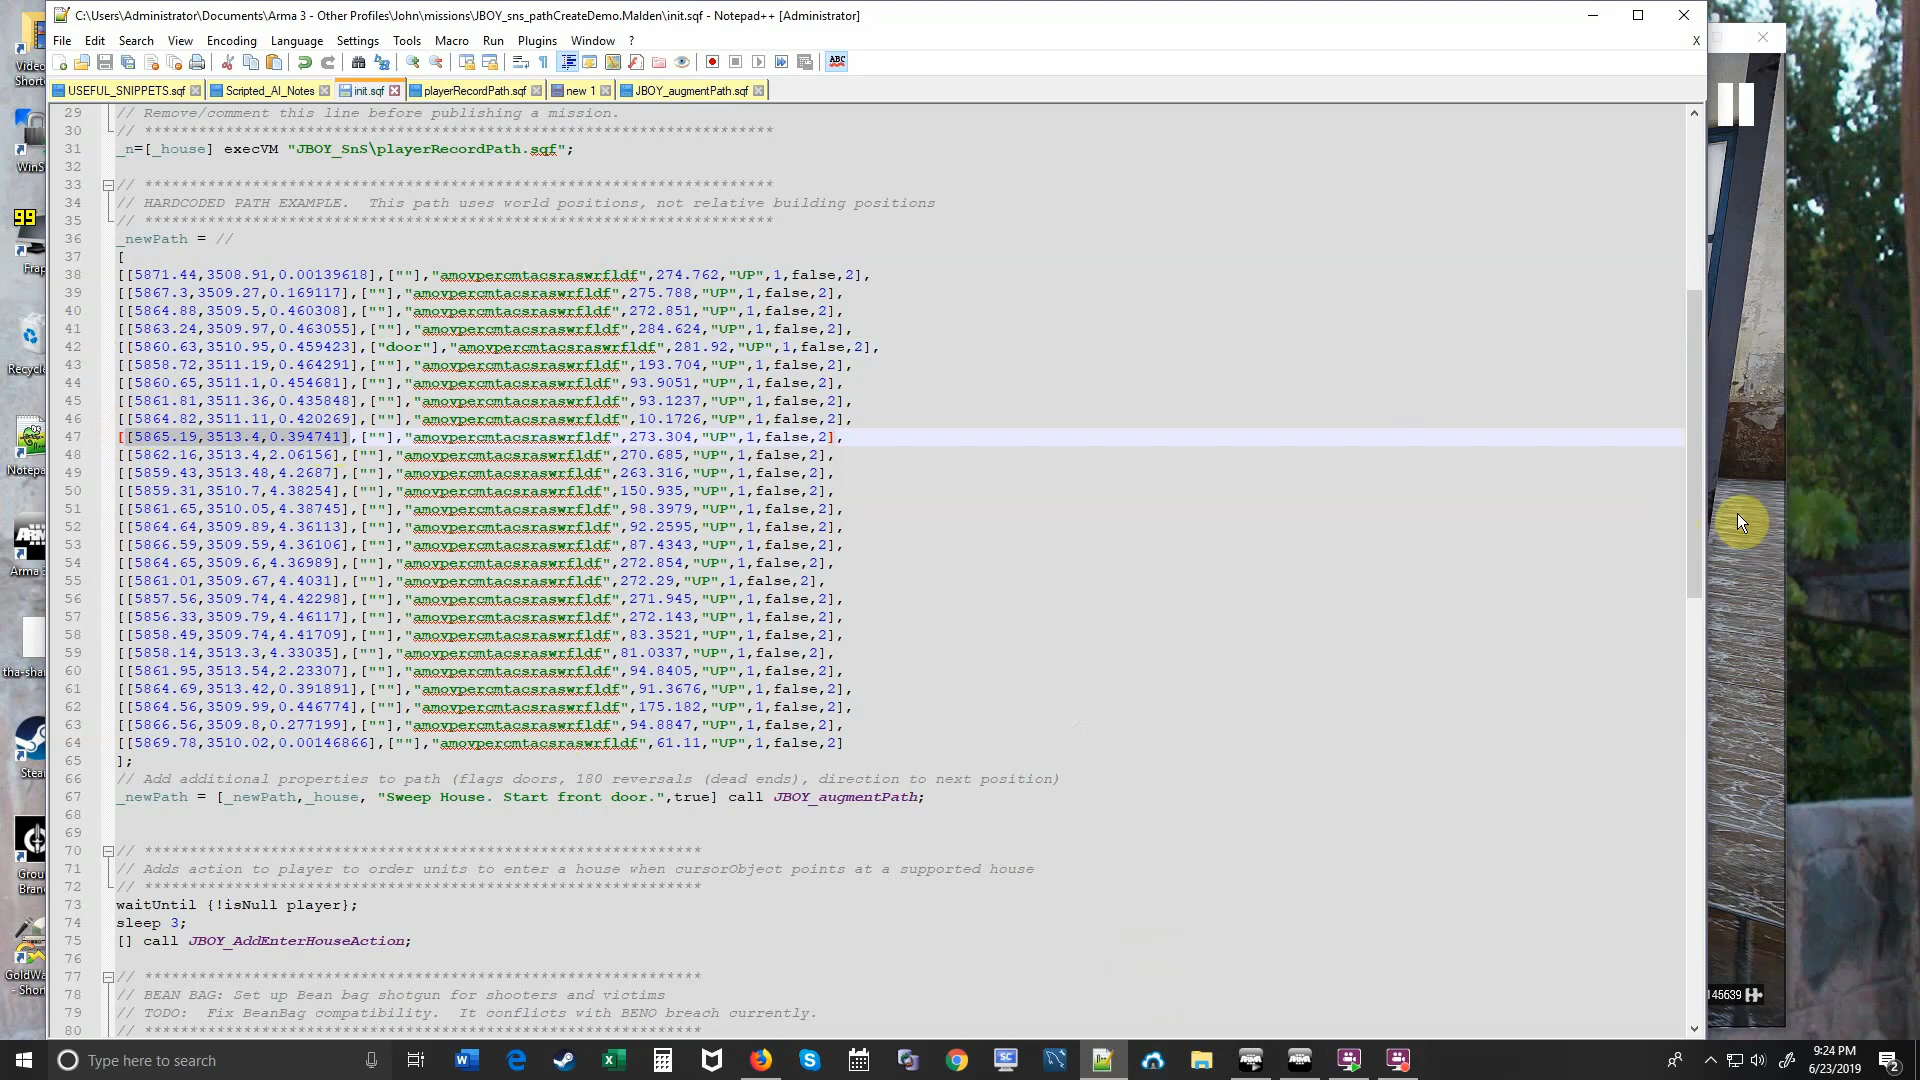 C:\Users\Administrator\Documents\Arma 3 - Other Profiles\John\missions\JBOY_sns_pathCreateDemo.Malden\init.sqf - Notepad++ [Administrator]
File Edit Search View Encoding Language Settings Tools Macro Run Plugins Window ? X
USEFUL_SNIPPETS.sqf Scripted_AI_Notes init.sqf playerRecordPath.sqf new 1 JBOY_augmentPath.sqf
29 // Remove/comment this line before publishing a mission.
30 // **********************************************************************
31 _n=[_house] execVM "JBOY_SnS\playerRecordPath.sqf";
32
33 // **********************************************************************
34 // HARDCODED PATH EXAMPLE.  This path uses world positions, not relative building positions
35 // **********************************************************************
36 _newPath = //
37 [
38 [[5871.44,3508.91,0.00139618],[""],"amovpercmtacsraswrfldf",274.762,"UP",1,false,2],
39 [[5867.3,3509.27,0.169117],[""],"amovpercmtacsraswrfldf",275.788,"UP",1,false,2],
40 [[5864.88,3509.5,0.460308],[""],"amovpercmtacsraswrfldf",272.851,"UP",1,false,2],
41 [[5863.24,3509.97,0.463055],[""],"amovpercmtacsraswrfldf",284.624,"UP",1,false,2],
42 [[5860.63,3510.95,0.459423],["door"],"amovpercmtacsraswrfldf",281.92,"UP",1,false,2],
43 [[5858.72,3511.19,0.464291],[""],"amovpercmtacsraswrfldf",193.704,"UP",1,false,2],
44 [[5860.65,3511.1,0.454681],[""],"amovpercmtacsraswrfldf",93.9051,"UP",1,false,2],
45 [[5861.81,3511.36,0.435848],[""],"amovpercmtacsraswrfldf",93.1237,"UP",1,false,2],
46 [[5864.82,3511.11,0.420269],[""],"amovpercmtacsraswrfldf",10.1726,"UP",1,false,2],
47 [[5865.19,3513.4,0.394741],[""],"amovpercmtacsraswrfldf",273.304,"UP",1,false,2],
48 [[5862.16,3513.4,2.06156],[""],"amovpercmtacsraswrfldf",270.685,"UP",1,false,2],
49 [[5859.43,3513.48,4.2687],[""],"amovpercmtacsraswrfldf",263.316,"UP",1,false,2],
50 [[5859.31,3510.7,4.38254],[""],"amovpercmtacsraswrfldf",150.935,"UP",1,false,2],
51 [[5861.65,3510.05,4.38745],[""],"amovpercmtacsraswrfldf",98.3979,"UP",1,false,2],
52 [[5864.64,3509.89,4.36113],[""],"amovpercmtacsraswrfldf",92.2595,"UP",1,false,2],
53 [[5866.59,3509.59,4.36106],[""],"amovpercmtacsraswrfldf",87.4343,"UP",1,false,2],
54 [[5864.65,3509.6,4.36989],[""],"amovpercmtacsraswrfldf",272.854,"UP",1,false,2],
55 [[5861.01,3509.67,4.4031],[""],"amovpercmtacsraswrfldf",272.29,"UP",1,false,2],
56 [[5857.56,3509.74,4.42298],[""],"amovpercmtacsraswrfldf",271.945,"UP",1,false,2],
57 [[5856.33,3509.79,4.46117],[""],"amovpercmtacsraswrfldf",272.143,"UP",1,false,2],
58 [[5858.49,3509.74,4.41709],[""],"amovpercmtacsraswrfldf",83.3521,"UP",1,false,2],
59 [[5858.14,3513.3,4.33035],[""],"amovpercmtacsraswrfldf",81.0337,"UP",1,false,2],
60 [[5861.95,3513.54,2.23307],[""],"amovpercmtacsraswrfldf",94.8405,"UP",1,false,2],
61 [[5864.69,3513.42,0.391891],[""],"amovpercmtacsraswrfldf",91.3676,"UP",1,false,2],
62 [[5864.56,3509.99,0.446774],[""],"amovpercmtacsraswrfldf",175.182,"UP",1,false,2],
63 [[5866.56,3509.8,0.277199],[""],"amovpercmtacsraswrfldf",94.8847,"UP",1,false,2],
64 [[5869.78,3510.02,0.00146866],[""],"amovpercmtacsraswrfldf",61.11,"UP",1,false,2]
65 ];
66 // Add additional properties to path (flags doors, 180 reversals (dead ends), direction to next position)
67 _newPath = [_newPath,_house, "Sweep House. Start front door.",true] call JBOY_augmentPath;
68
69
70 // **************************************************************
71 // Adds action to player to order units to enter a house when cursorObject points at a supported house
72 // **************************************************************
73 waitUntil {!isNull player};
74 sleep 3;
75 [] call JBOY_AddEnterHouseAction;
76
77 // **************************************************************
78 // BEAN BAG: Set up Bean bag shotgun for shooters and victims
79 // TODO:  Fix BeanBag compatibility.  It conflicts with BENO breach currently.
80 // **************************************************************
145639
Type here to search
9:24 PM
6/23/2019
2